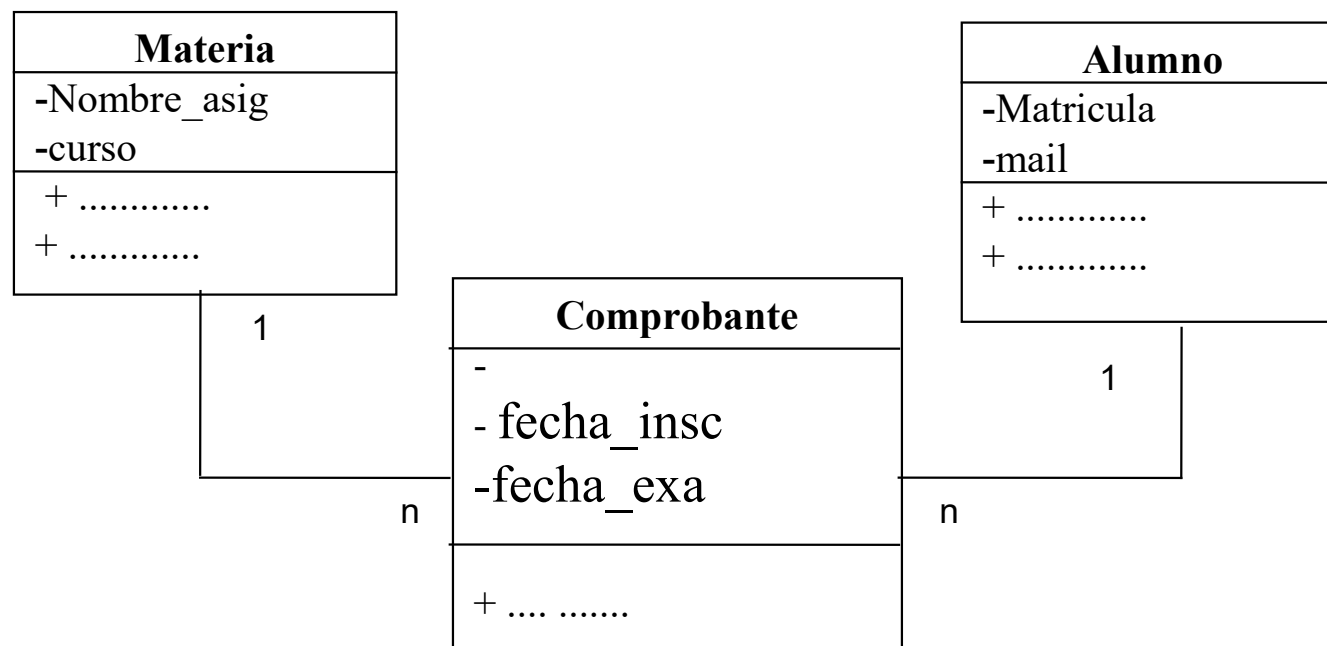 Materia
-Nombre_asig
-curso
+ .............
+ .............
1
Alumno
-Matricula
-mail
+ .............
+ .............
1
Comprobante
-
- fecha_insc
-fecha_exa
n
n
+ .... .......